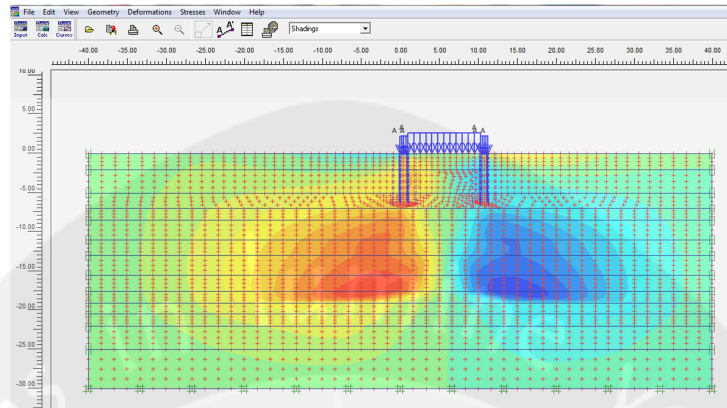 File Edit View Geometry Deformations Stresses Window Help
Input Calc Curves Shadings
-40.00 -35.00 -30.00 -25.00 -20.00 -15.00 -10.00 -5.00 0.00 5.00 10.00 15.00 20.00 25.00 30.00 35.00 40.00
10.00
5.00
A A A A
A
0.00
-5.00
-10.00
-15.00
-20.00
-25.00
-30.00